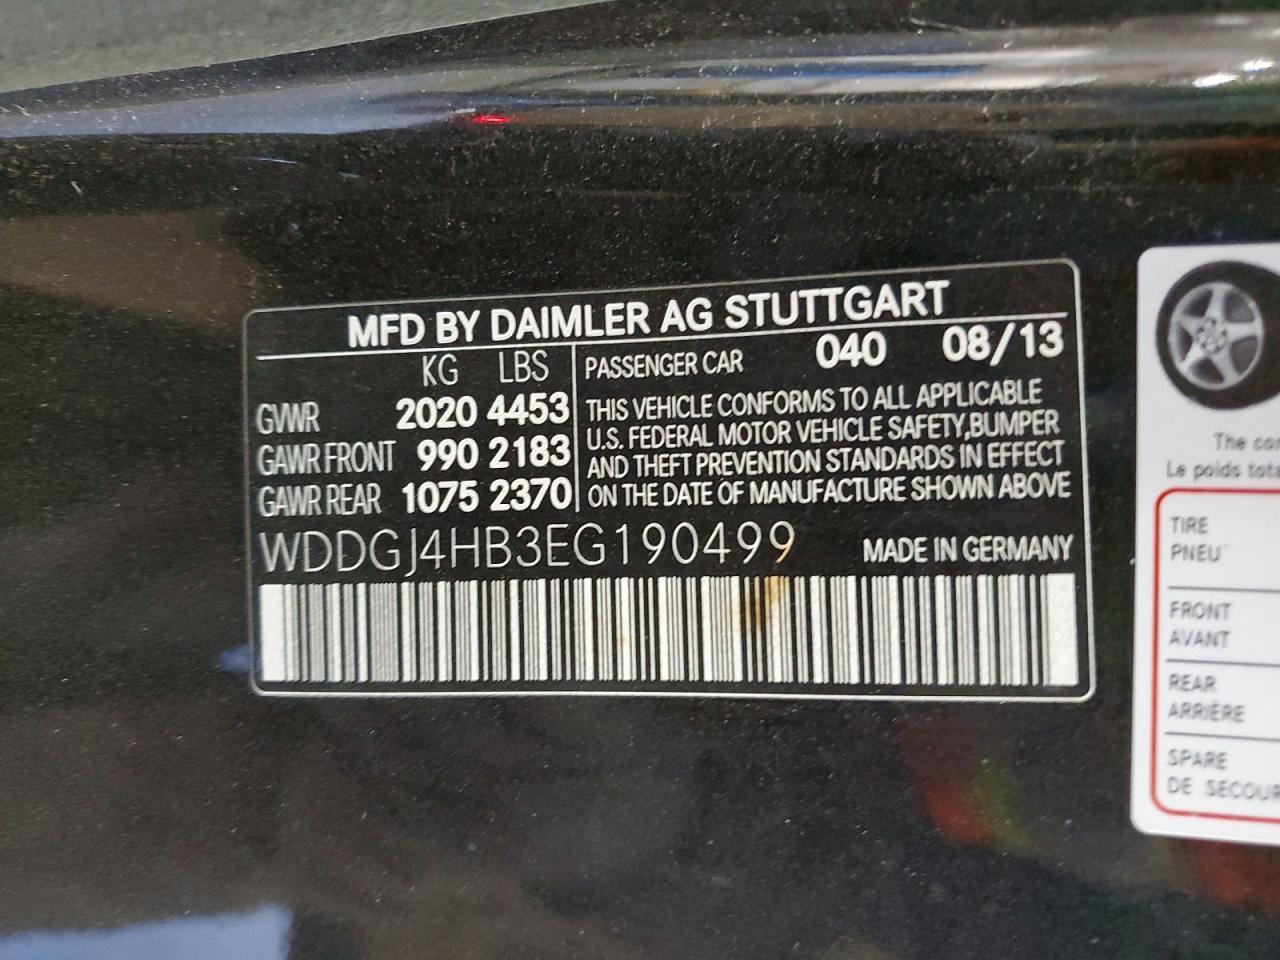 MFD BY DAIMLER AG STUTTGART
KG LBS
GVWR 2020 4453
GAWR FRONT 990 2183
GAWR REAR 1075 2370
PASSENGER CAR 040 08/13
THIS VEHICLE CONFORMS TO ALL APPLICABLE
U.S. FEDERAL MOTOR VEHICLE SAFETY,BUMPER
AND THEFT PREVENTION STANDARDS IN EFFECT
ON THE DATE OF MANUFACTURE SHOWN ABOVE
WDDGJ4HB3EG190499 MADE IN GERMANY
The
Le poids
TIRE
PNEU
FRONT
AVANT
REAR
ARRIÈRE
SPARE
DE